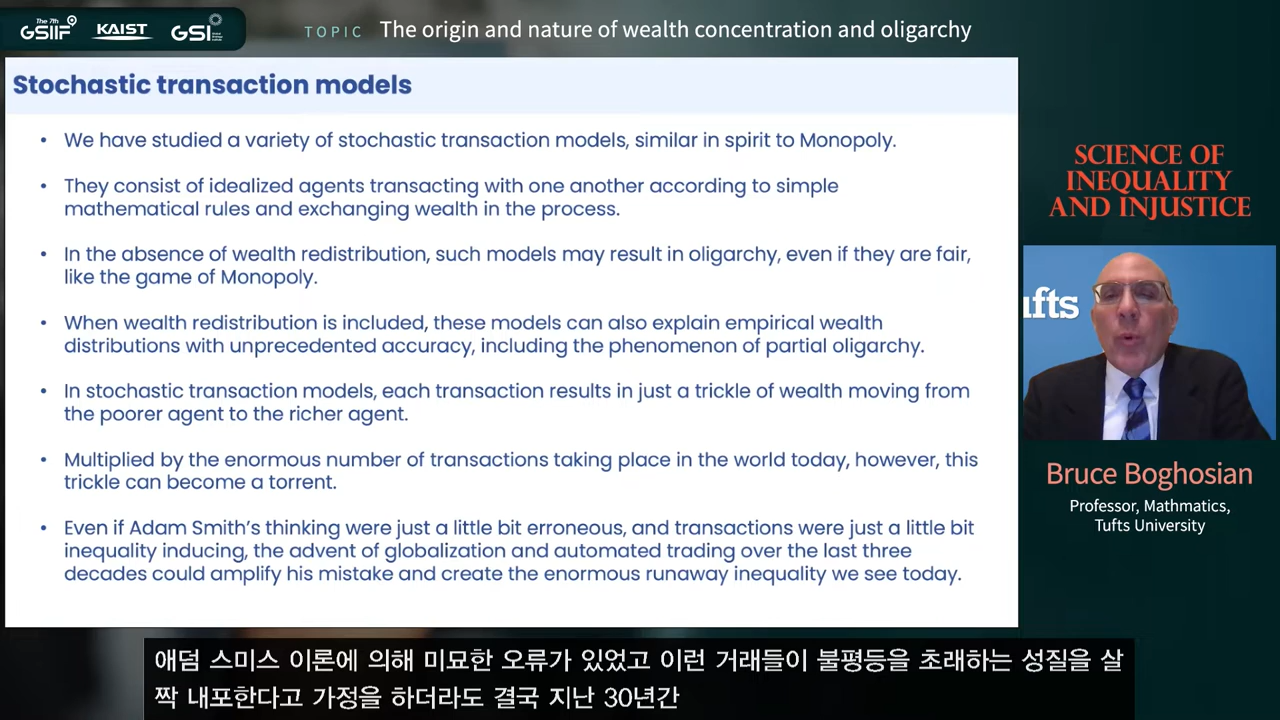 The 7th
GSIIF
KAIST
GSI
TOPIC The origin and nature of wealth concentration and oligarchy
Stochastic transaction models
• We have studied a variety of stochastic transaction models, similar in spirit to Monopoly.
• They consist of idealized agents transacting with one another according to simple
mathematical rules and exchanging wealth in the process.
• In the absence of wealth redistribution, such models may result in oligarchy, even if they are fair,
like the game of Monopoly.
• When wealth redistribution is included, these models can also explain empirical wealth
distributions with unprecedented accuracy, including the phenomenon of partial oligarchy.
• In stochastic transaction models, each transaction results in just a trickle of wealth moving from
the poorer agent to the richer agent.
• Multiplied by the enormous number of transactions taking place in the world today, however, this
trickle can become a torrent.
• Even if Adam Smith’s thinking were just a little bit erroneous, and transactions were just a little bit
inequality inducing, the advent of globalization and automated trading over the last three
decades could amplify his mistake and create the enormous runaway inequality we see today.
SCIENCE OF
INEQUALITY
AND INJUSTICE
ufts
Bruce Boghosian
Professor, Mathmatics,
Tufts University
애덤 스미스 이론에 의해 미묘한 오류가 있었고 이런 거래들이 불평등을 초래하는 성질을 살
짝 내포한다고 가정을 하더라도 결국 지난 30년간